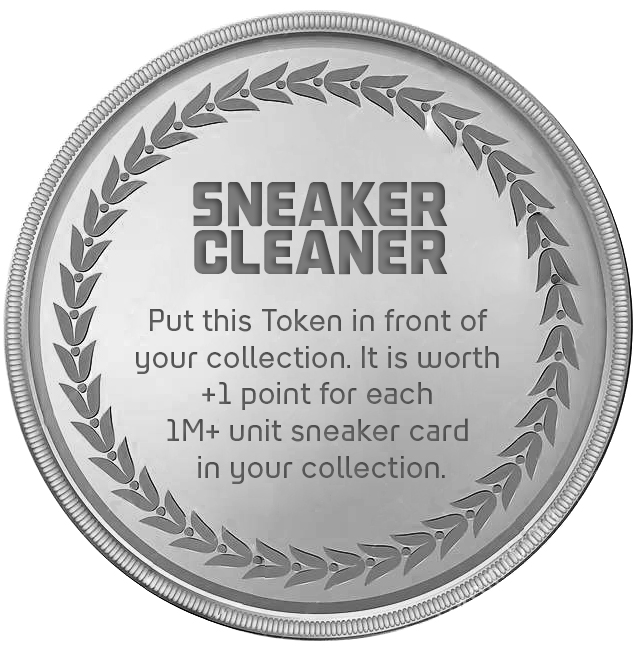 SNEAKER
CLEANER
Put this Token in front of
your collection. It is worth
+1 point for each
1M+ unit sneaker card
in your collection.